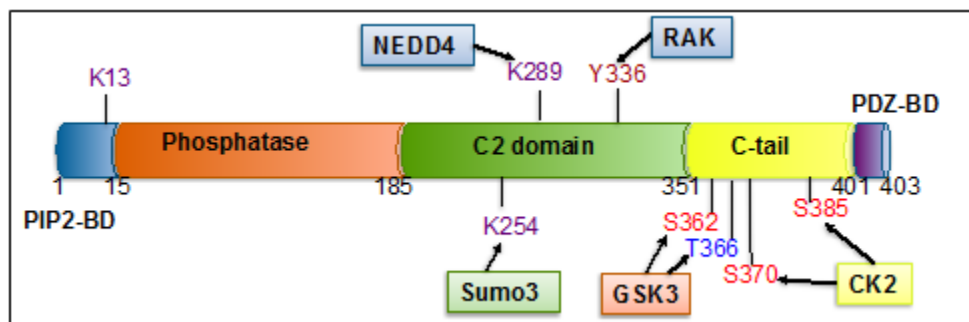 NEDD4 RAK
K13 K289 Y336
PDZ-BD
Phosphatase C2 domain C-tail
1 15 185 351 401 403
PIP2-BD K254 S362 S385
T366
S370
Sumo3 GSK3 CK2